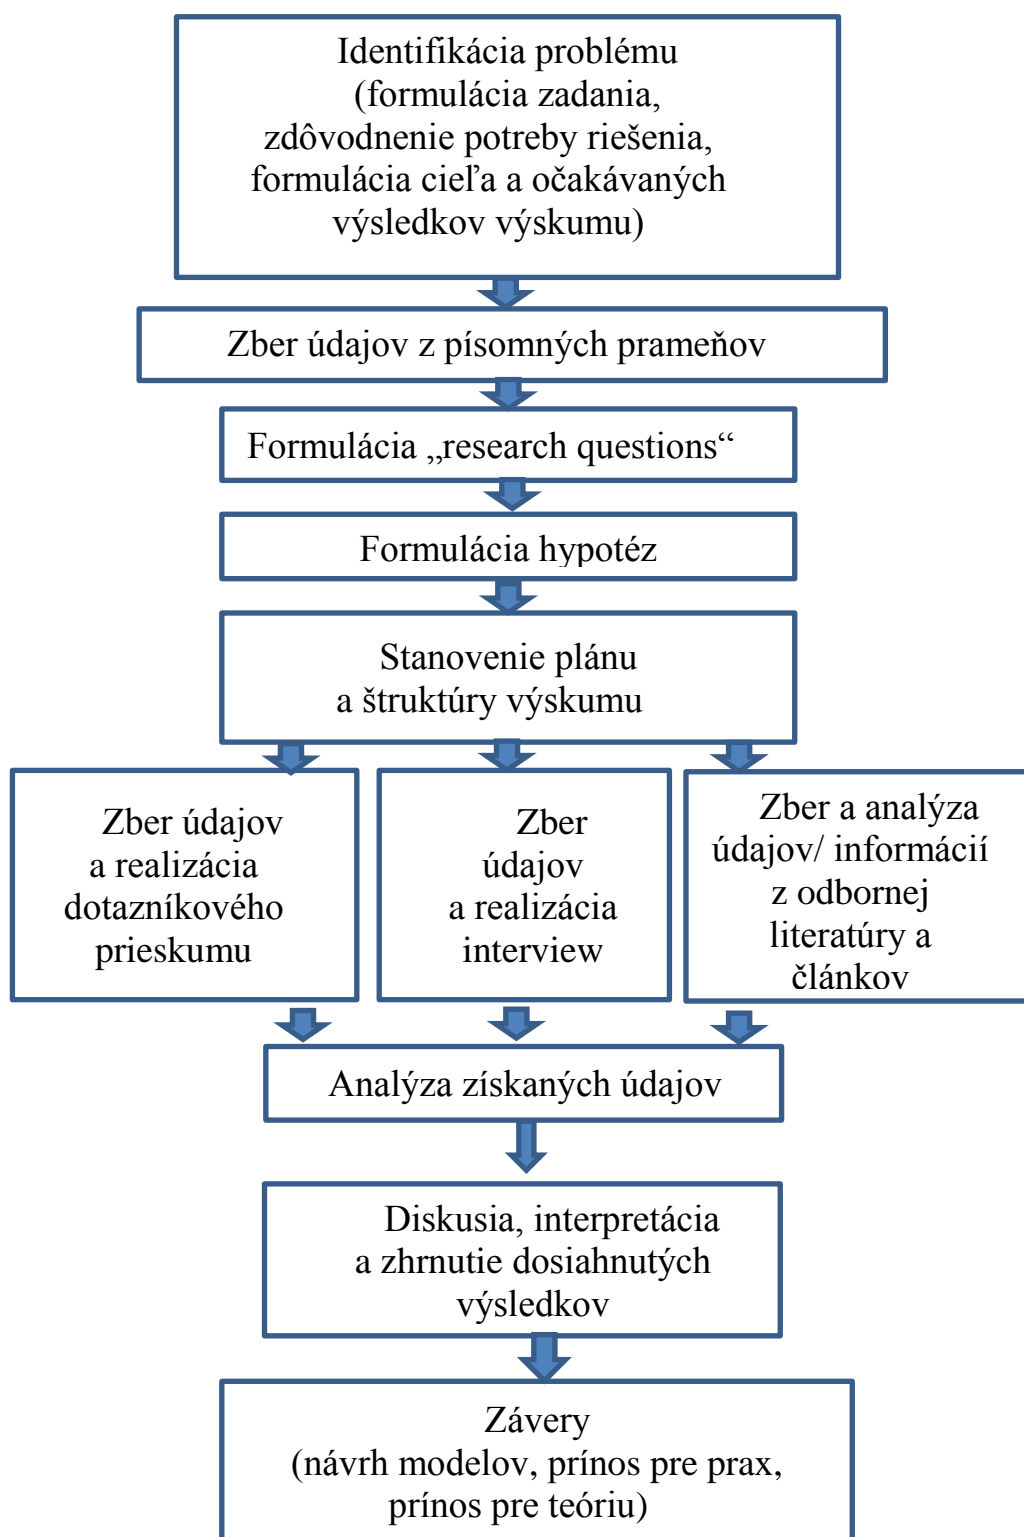 Identifikácia problému
(formulácia zadania,
zdôvodnenie potreby riešenia,
formulácia cieľa a očakávaných
výsledkov výskumu)
Zber údajov z písomných prameňov
Formulácia „research questions“
Formulácia hypotéz
Stanovenie plánu
a štruktúry výskumu
Zber údajov
a realizácia
dotazníkového
prieskumu
Zber
údajov
a realizácia
interview
Zber a analýza
údajov/ informácií
z odbornej
literatúry a
článkov
Analýza získaných údajov
Diskusia, interpretácia
a zhrnutie dosiahnutých
výsledkov
Závery
(návrh modelov, prínos pre prax,
prínos pre teóriu)